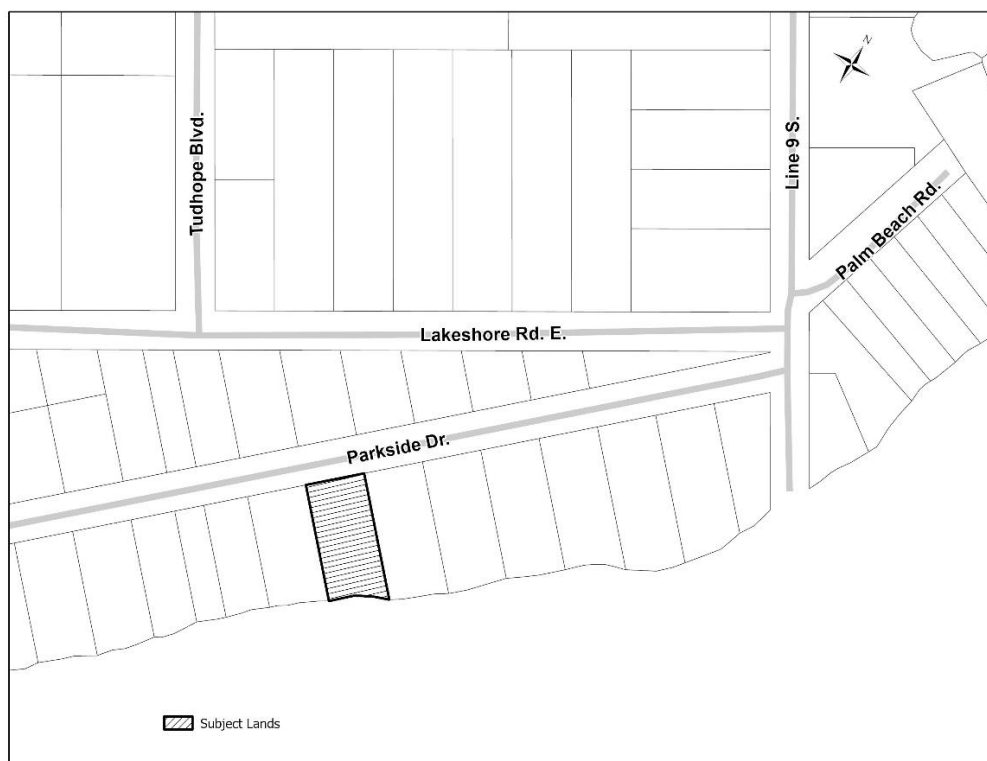 N
Tudhope Blvd.
Line 9 S.
Palm Beach Rd.
Lakeshore Rd. E.
Parkside Dr.
Subject Lands